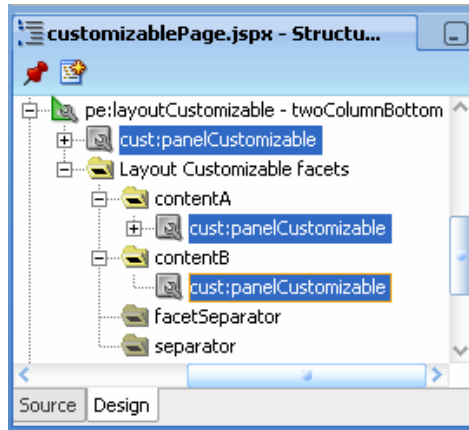 customizablePage.jspx - Structu...
pe:layoutCustomizable - twoColumnBottom
cust:panelCustomizable
Layout Customizable facets
contentA
cust:panelCustomizable
contentB
cust:panelCustomizable
facetSeparator
separator
Source Design